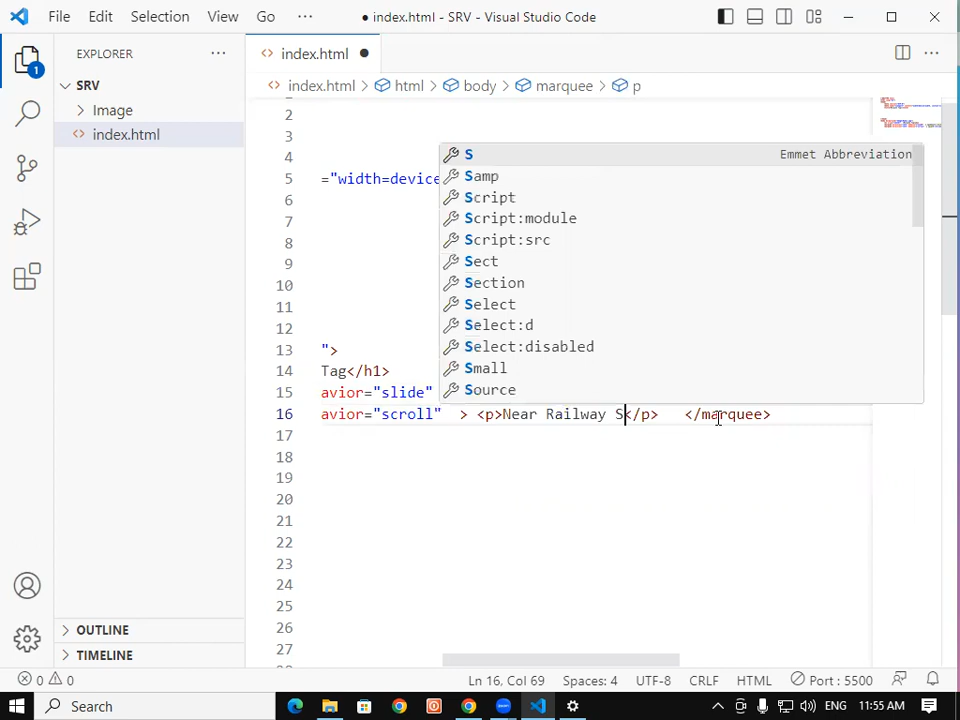 File Edit Selection View Go ··· ● index.html - SRV - Visual Studio Code
EXPLORER ···
index.html ●
SRV
index.html > html > body > marquee > p
Image
index.html
1
2
3
4
5 ="width=device
6
7
8
9
10
11
12
13 ">
14 Tag</h1>
15 avior="slide"
16 avior="scroll" > <p>Near Railway S</p> </marquee>
17
18
19
20
21
22
23
24
25
26
27
S Emmet Abbreviation
Samp
Script
Script:module
Script:src
Sect
Section
Select
Select:d
Select:disabled
Small
Source
OUTLINE
TIMELINE
0 0 Ln 16, Col 69 Spaces: 4 UTF-8 CRLF HTML Port : 5500
Search ENG 11:55 AM